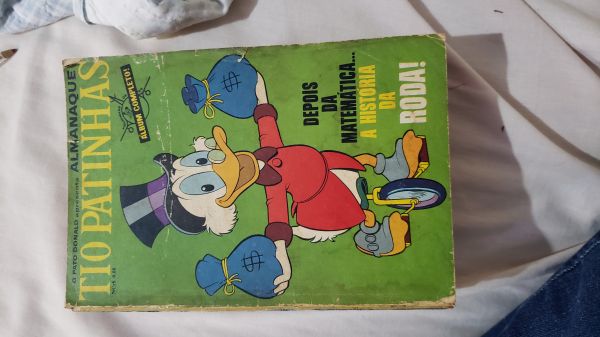 O PATO DONALD apresenta ALMANAQUE
TIO PATINHAS
ÁLBUM COMPLETO!
$
$
DEPOIS
DA
MATEMÁTICA...
A HISTÓRIA
DA
RODA!